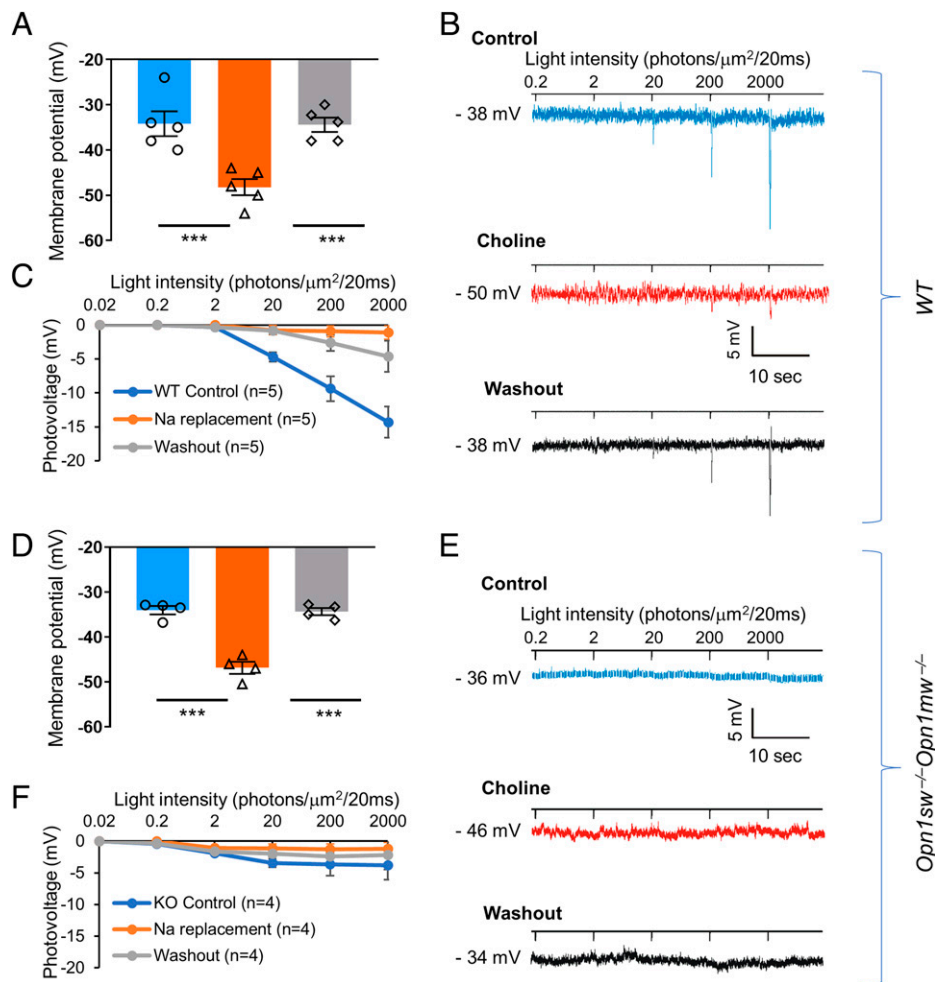 A
-20
-30
-40
-50
-60
Membrane potential (mV)
***
***
B
Control
Light intensity (photons/μm²/20ms)
0.2 2 20 200 2000
- 38 mV
Choline
- 50 mV
5 mV
10 sec
Washout
- 38 mV
WT
C
Light intensity (photons/μm²/20ms)
0.02 0.2 2 20 200 2000
0
-5
-10
-15
-20
Photovoltage (mV)
WT Control (n=5)
Na replacement (n=5)
Washout (n=5)
D
-20
-30
-40
-50
-60
Membrane potential (mV)
***
***
E
Control
Light intensity (photons/μm²/20ms)
0.2 2 20 200 2000
- 36 mV
5 mV
10 sec
Choline
- 46 mV
Washout
- 34 mV
Opn1sw⁻/⁻Opn1mw⁻/⁻
F
Light intensity (photons/μm²/20ms)
0.02 0.2 2 20 200 2000
0
-5
-10
-15
-20
Photovoltage (mV)
KO Control (n=4)
Na replacement (n=4)
Washout (n=4)